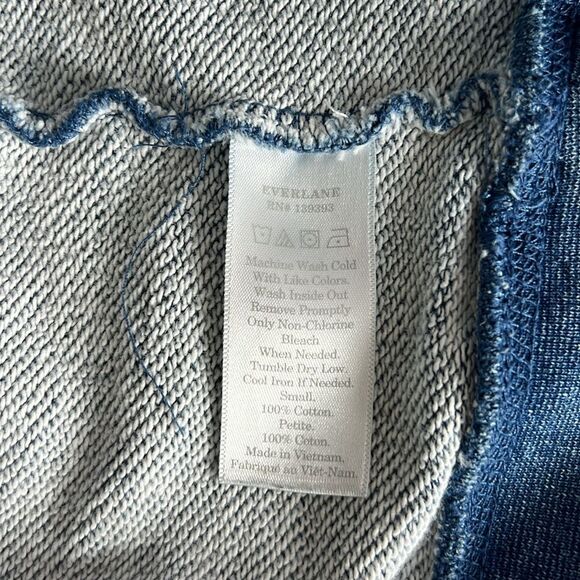 EVERLANE
RN# 139393
Machine Wash Cold
With Like Colors.
Wash Inside Out
Remove Promptly
Only Non-Chlorine
Bleach
When Needed.
Tumble Dry Low.
Cool Iron If Needed.
Small.
100% Cotton.
Petite.
100% Coton.
Made in Vietnam.
Fabriqué au Viêt-Nam.